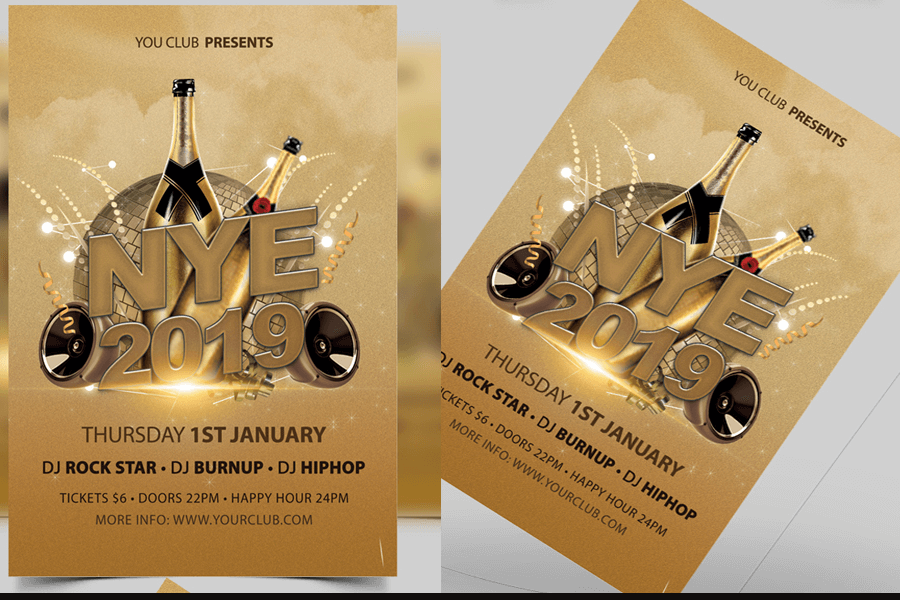 YOU CLUB PRESENTS
NYE
2019
THURSDAY 1ST JANUARY
DJ ROCK STAR • DJ BURNUP • DJ HIPHOP
TICKETS $6 • DOORS 22PM • HAPPY HOUR 24PM
MORE INFO: WWW.YOURCLUB.COM
YOU CLUB PRESENTS
NYE
2019
THURSDAY 1ST JANUARY
DJ ROCK STAR • DJ BURNUP • DJ HIPHOP
TICKETS $6 • DOORS 22PM • HAPPY HOUR 24PM
MORE INFO: WWW.YOURCLUB.COM